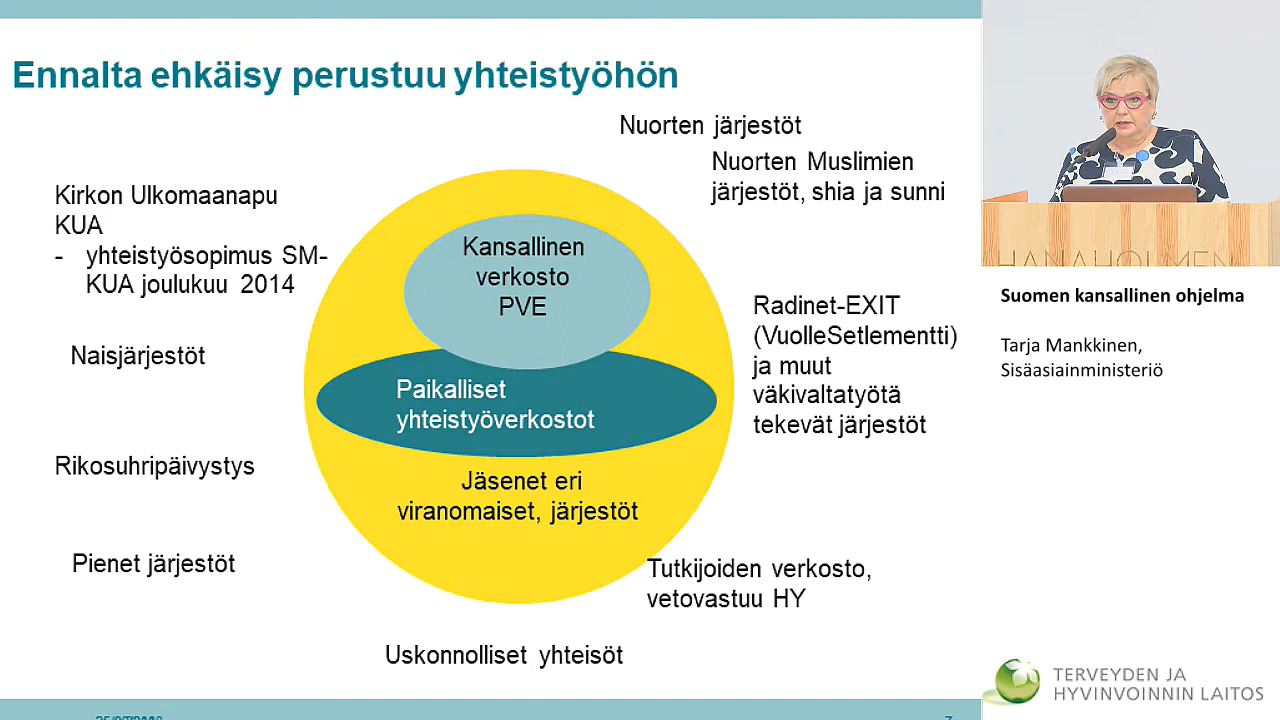 Ennalta ehkäisy perustuu yhteistyöhön
Nuorten järjestöt
Nuorten Muslimien
järjestöt, shia ja sunni
Kirkon Ulkomaanapu
KUA
- yhteistyösopimus SM-
KUA joulukuu 2014
Naisjärjestöt
Rikosuhripäivystys
Pienet järjestöt
Kansallinen
verkosto
PVE
Paikalliset
yhteistyöverkostot
Jäsenet eri
viranomaiset, järjestöt
Radinet-EXIT
(VuolleSetlementti)
ja muut
väkivaltatyötä
tekevät järjestöt
Tutkijoiden verkosto,
vetovastuu HY
Uskonnolliset yhteisöt
7
HANAHOLMEN
Suomen kansallinen ohjelma
Tarja Mankkinen,
Sisäasiainministeriö
TERVEYDEN JA
HYVINVOINNIN LAITOS